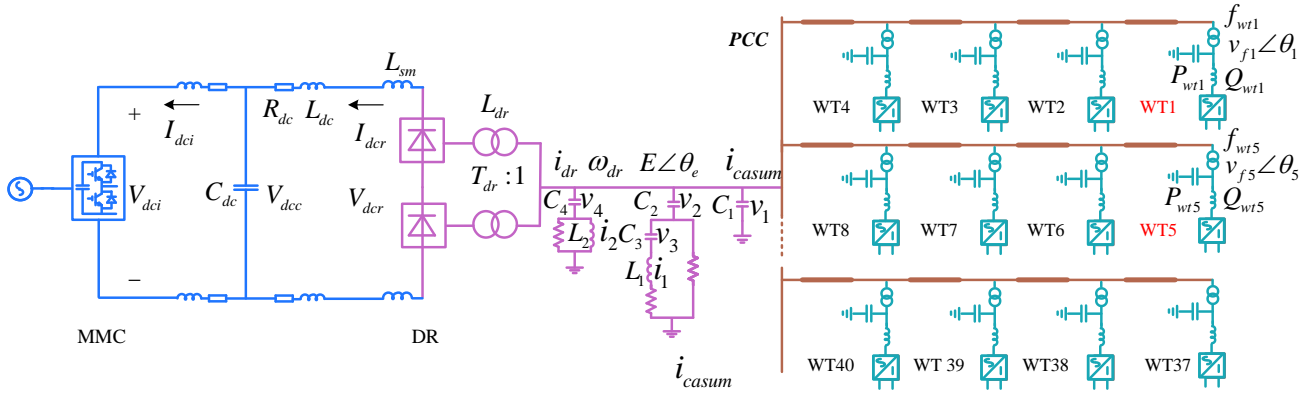 L_sm
R_dc
L_dc
I_dci
I_dcr
+
V_dci
C_dc
V_dcc
V_dcr
−
MMC
DR
L_dr
T_dr : 1
i_dr ω_dr E∠θ_e i_casum
C_4 v_4
C_2 v_2
C_1 v_1
L_2 i_2
C_3 v_3
L_1 i_1
i_casum
PCC
f_wt1
v_f1∠θ_1
P_wt1 Q_wt1
WT4 WT3 WT2 WT1
f_wt5
v_f5∠θ_5
P_wt5 Q_wt5
WT8 WT7 WT6 WT5
WT40 WT 39 WT38 WT37